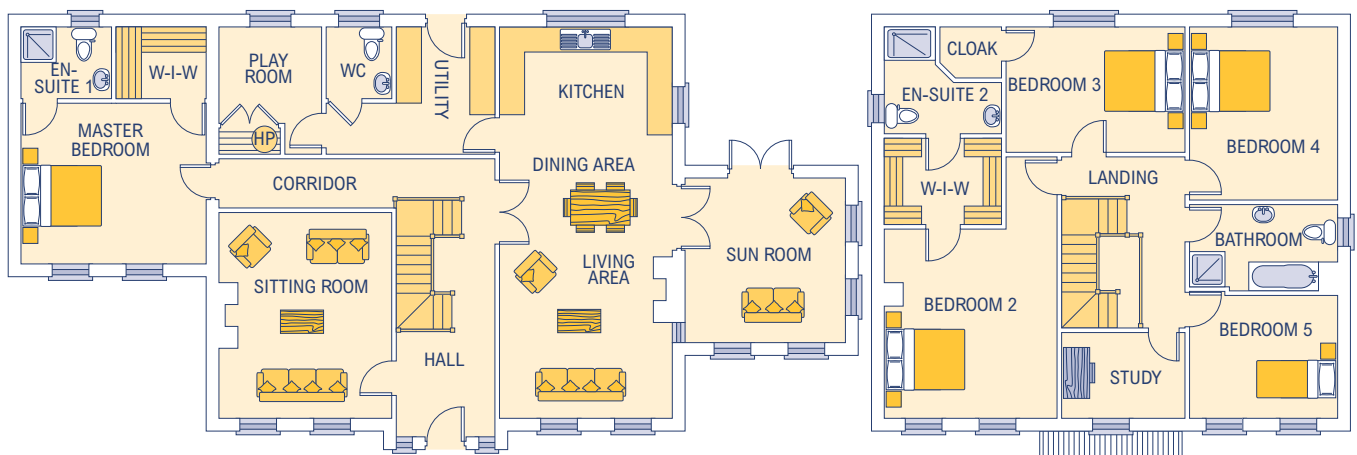 EN-
SUITE 1
W-I-W
PLAY
ROOM
WC
UTILITY
KITCHEN
MASTER
BEDROOM
HP
CORRIDOR
DINING AREA
SITTING ROOM
LIVING
AREA
SUN ROOM
HALL
CLOAK
EN-SUITE 2
BEDROOM 3
BEDROOM 4
W-I-W
LANDING
BATHROOM
BEDROOM 2
BEDROOM 5
STUDY